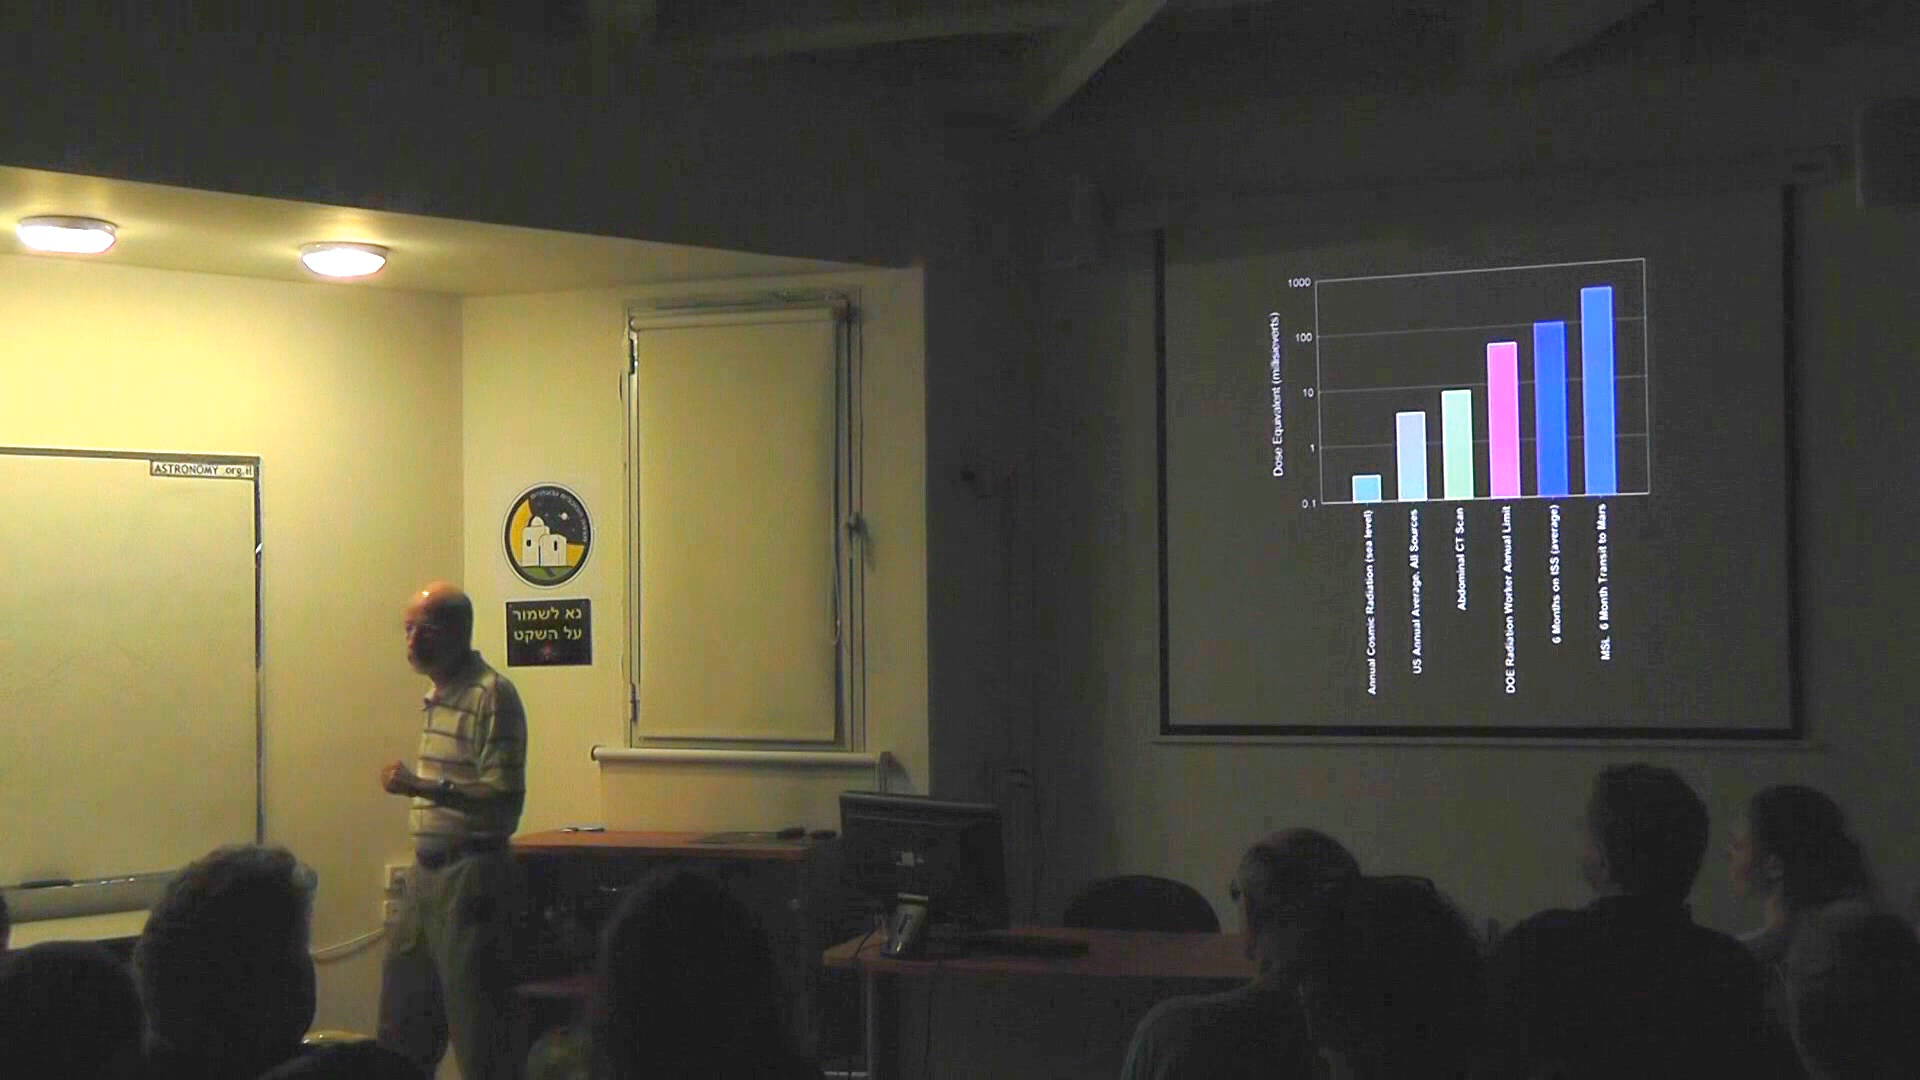 ASTRONOMY.org.il
נא לשמור
על השקט
Dose Equivalent (millisieverts)
1000
100
10
1
0.1
Annual Cosmic Radiation (sea level)
US Annual Average, All Sources
Abdominal CT Scan
DOE Radiation Worker Annual Limit
6 Months on ISS (average)
MSL 6 Month Transit to Mars